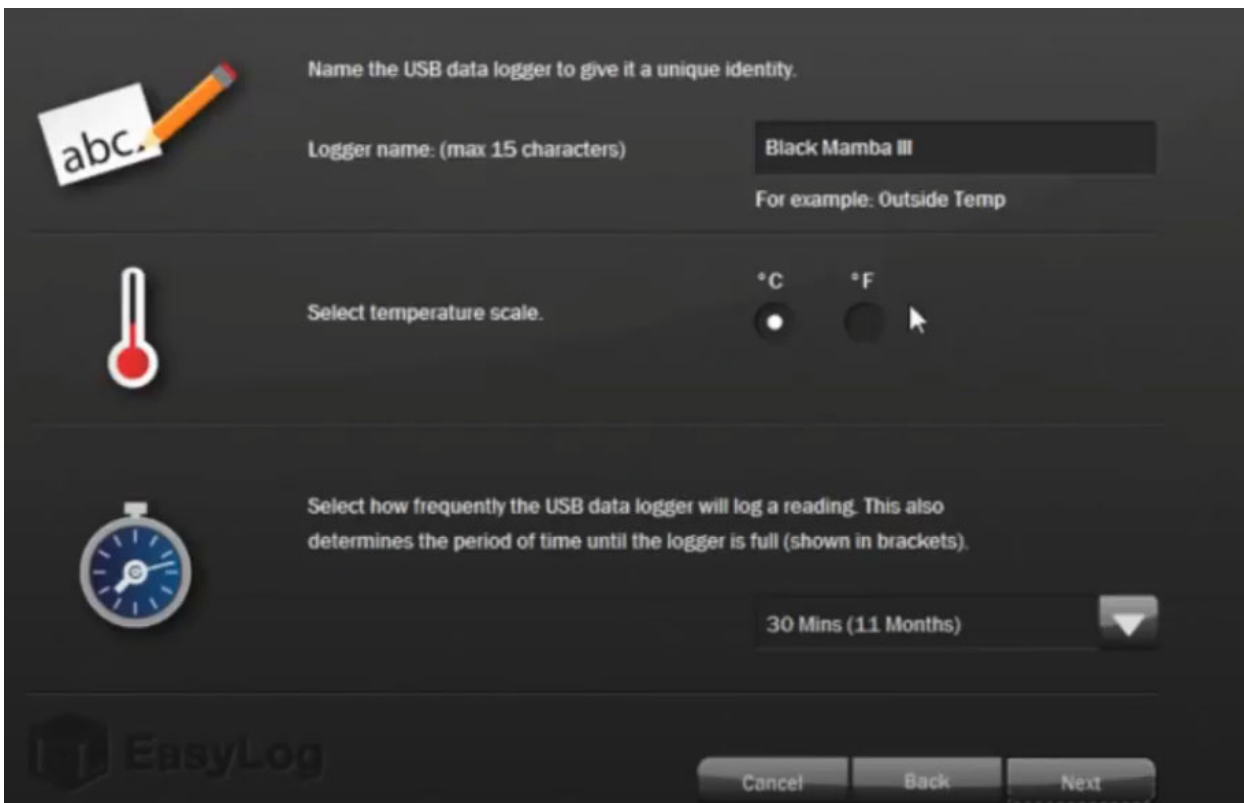 Name the USB data logger to give it a unique identity.
abc.
Logger name: (max 15 characters)
Black Mamba III
For example: Outside Temp
°C °F
Select temperature scale.
Select how frequently the USB data logger will log a reading. This also
determines the period of time until the logger is full (shown in brackets).
30 Mins (11 Months)
EasyLog
Cancel Back Next